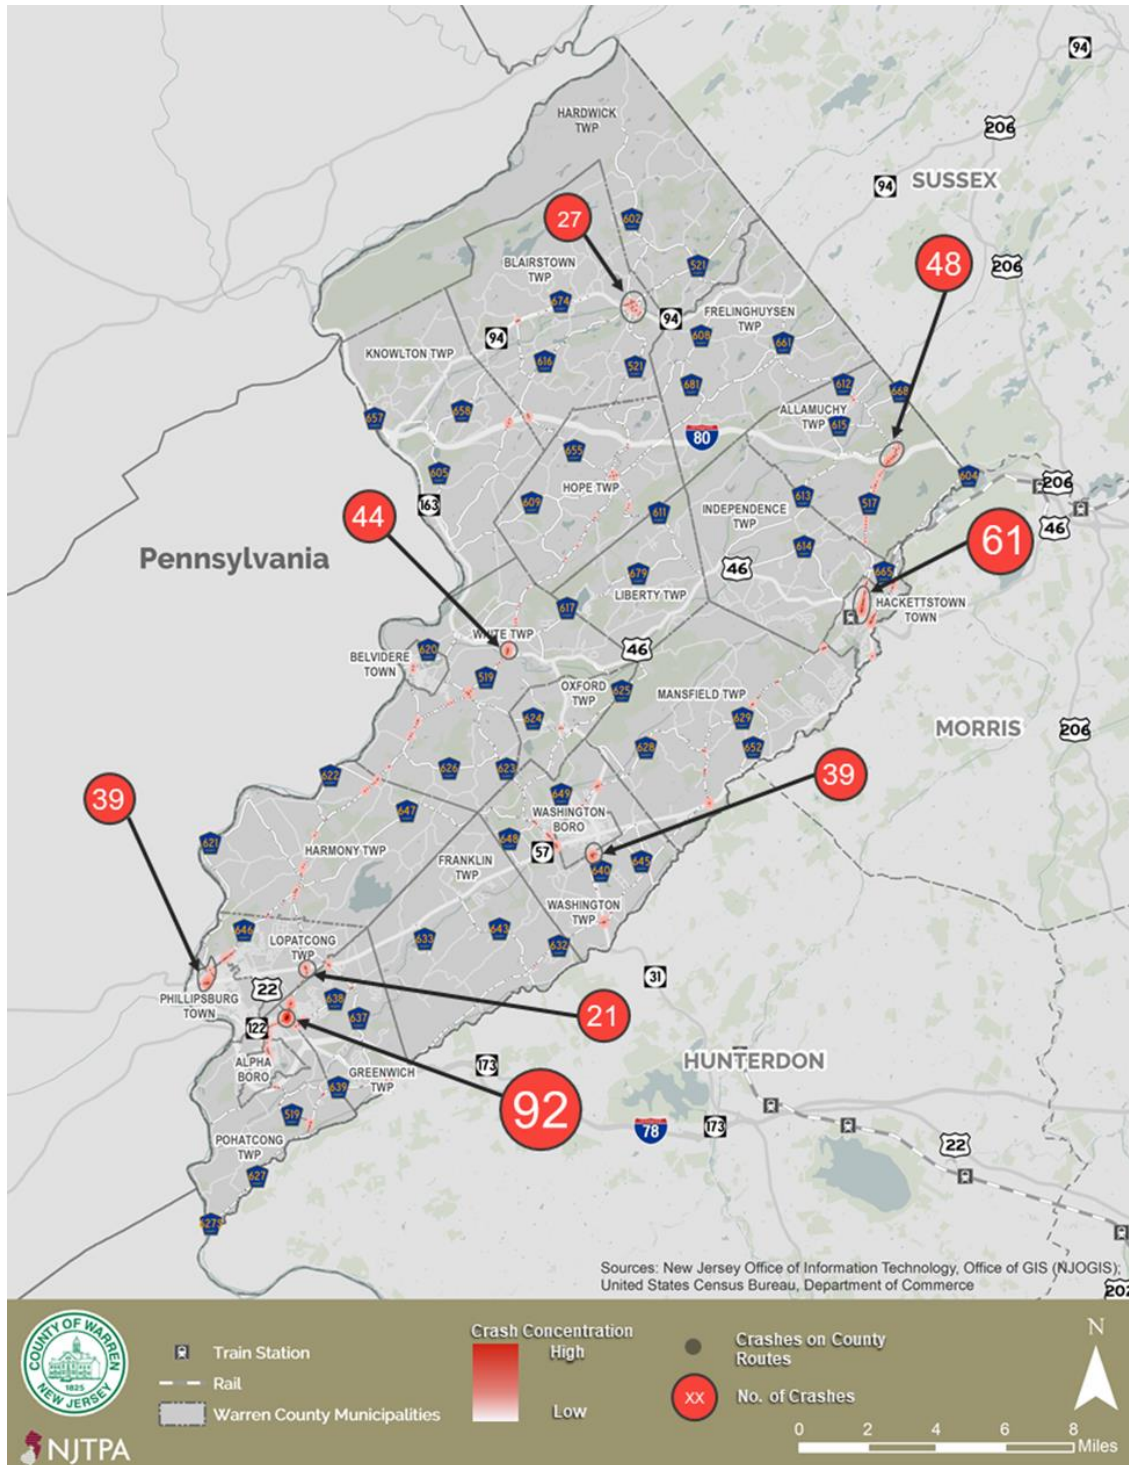 94
206
HARDWICK
TWP
SUSSEX
94
27
602
48
206
BLAIRSTOWN
TWP
521
674
94
FRELINGHUYSEN
TWP
94
608
661
KNOWLTON TWP
616
521
681
612
668
ALLAMUCHY
TWP
657
658
615
80
655
605
604
206
HOPE TWP
613
163
609
517
44
611
INDEPENDENCE
TWP
46
61
Pennsylvania
614
46
679
665
LIBERTY TWP
617
HACKETTSTOWN
TOWN
WHITE TWP
620
46
BELVIDERE
TOWN
519
OXFORD
TWP
625
MANSFIELD TWP
624
629
MORRIS
206
628
652
626
623
622
39
39
649
647
WASHINGTON
BORO
621
648
HARMONY TWP
57
FRANKLIN
TWP
645
640
WASHINGTON
TWP
646
643
633
632
LOPATCONG
TWP
31
22
PHILLIPSBURG
TOWN
638
21
637
122
ALPHA
BORO
173
HUNTERDON
GREENWICH
TWP
639
92
519
78
173
22
POHATCONG
TWP
627
627S
Sources: New Jersey Office of Information Technology, Office of GIS (NJOGIS);
United States Census Bureau, Department of Commerce
202
COUNTY OF WARREN
1825
NEW JERSEY
NJTPA
Train Station
Rail
Warren County Municipalities
Crash Concentration
High
Low
Crashes on County
Routes
XX
No. of Crashes
N
0 2 4 6 8
Miles